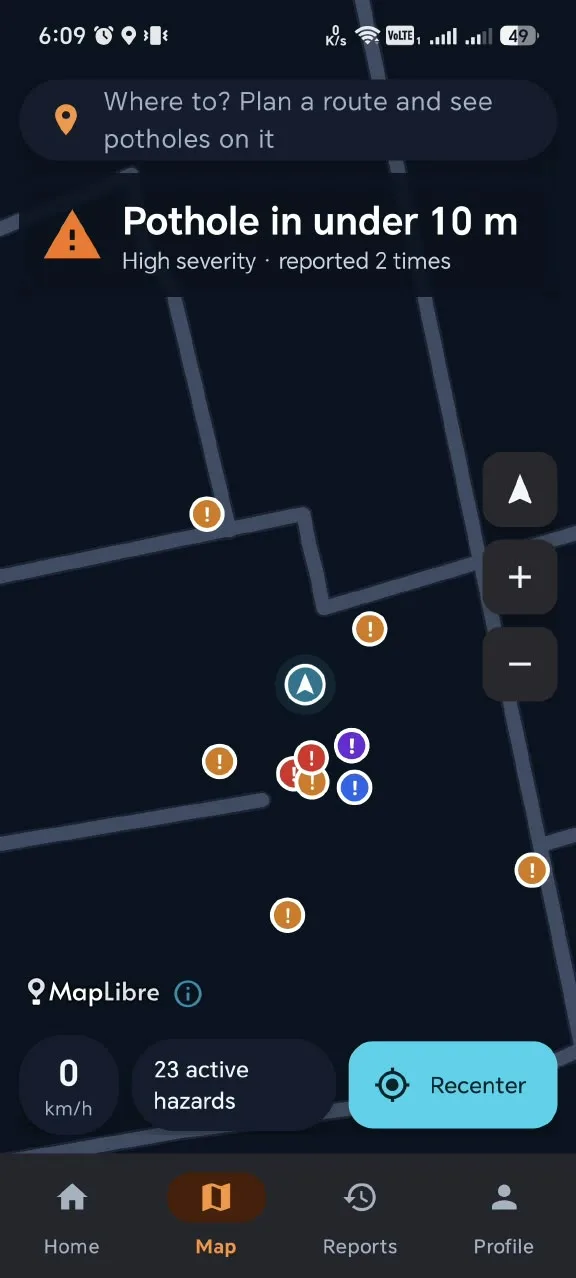 6:09
0 K/s VoLTE 1 49
Where to? Plan a route and see
potholes on it
Pothole in under 10 m
High severity · reported 2 times
MapLibre
0
km/h
23 active
hazards
Recenter
Home
Map
Reports
Profile